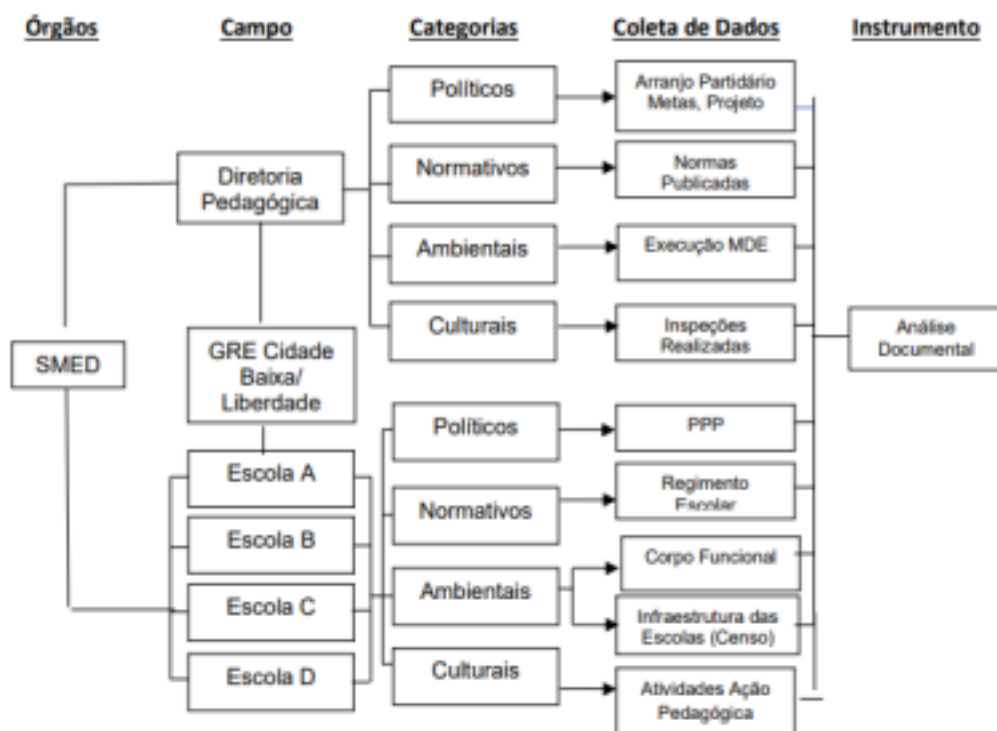 Órgãos
Campo
Categorias
Coleta de Dados
Instrumento
Políticos
Arranjo Partidário
Metas, Projeto
Diretoria
Pedagógica
Normativos
Normas
Publicadas
Ambientais
Execução MDE
Culturais
Inspeções
Realizadas
SMED
GRE Cidade
Baixa/
Liberdade
Análise
Documental
Políticos
PPP
Escola A
Normativos
Regimento
Escolar
Escola B
Ambientais
Corpo Funcional
Escola C
Infraestrutura das
Escolas (Censo)
Escola D
Culturais
Atividades Ação
Pedagógica